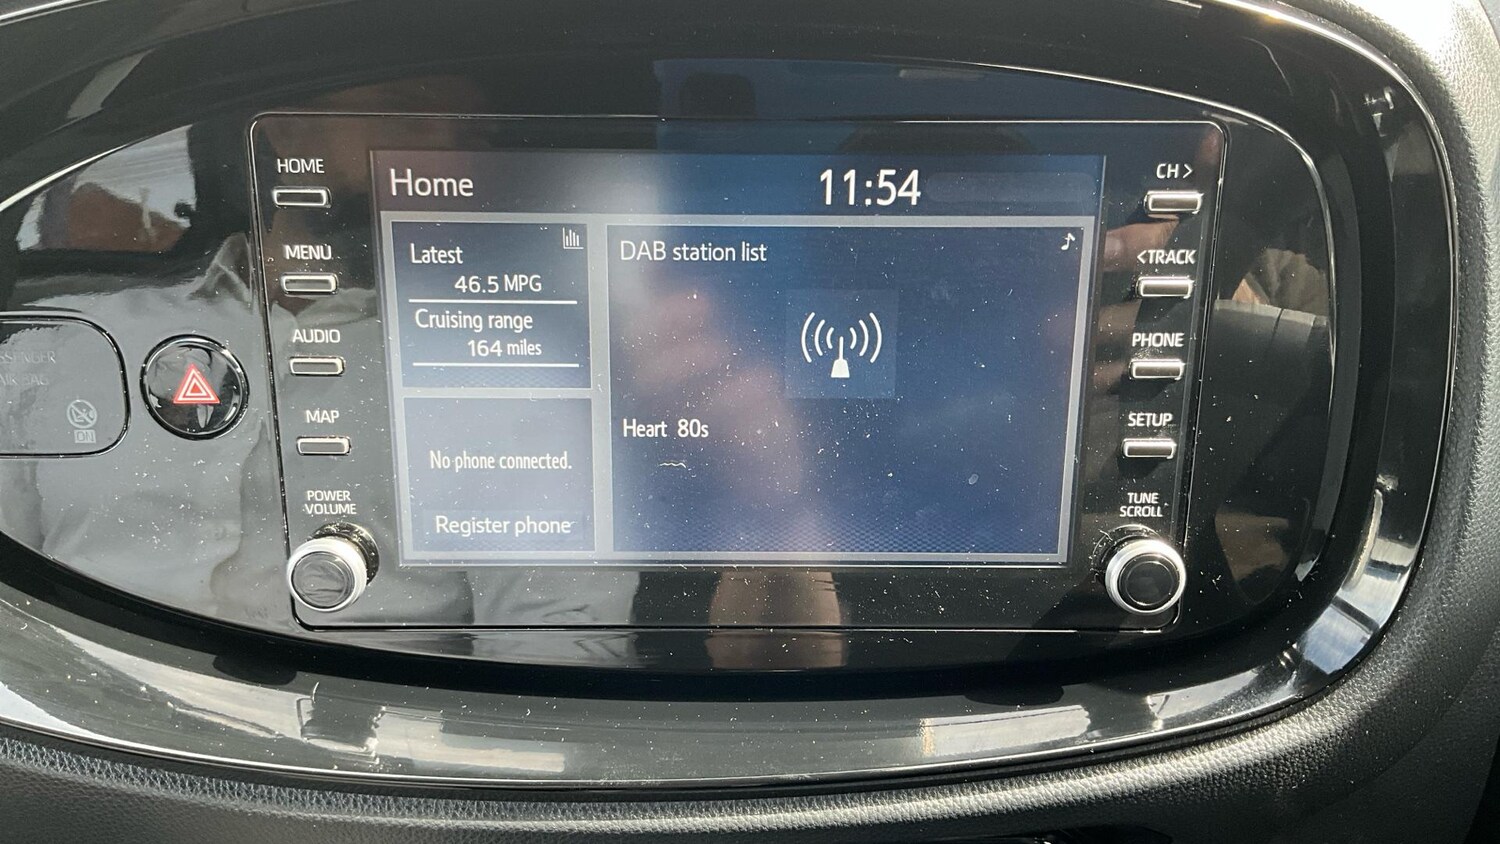 HOME
MENU
AUDIO
MAP
POWER
VOLUME
Home
11:54
Latest
46.5 MPG
Cruising range
164 miles
No phone connected.
Register phone
DAB station list
Heart 80s
CH >
<TRACK
PHONE
SETUP
TUNE
SCROLL
ON